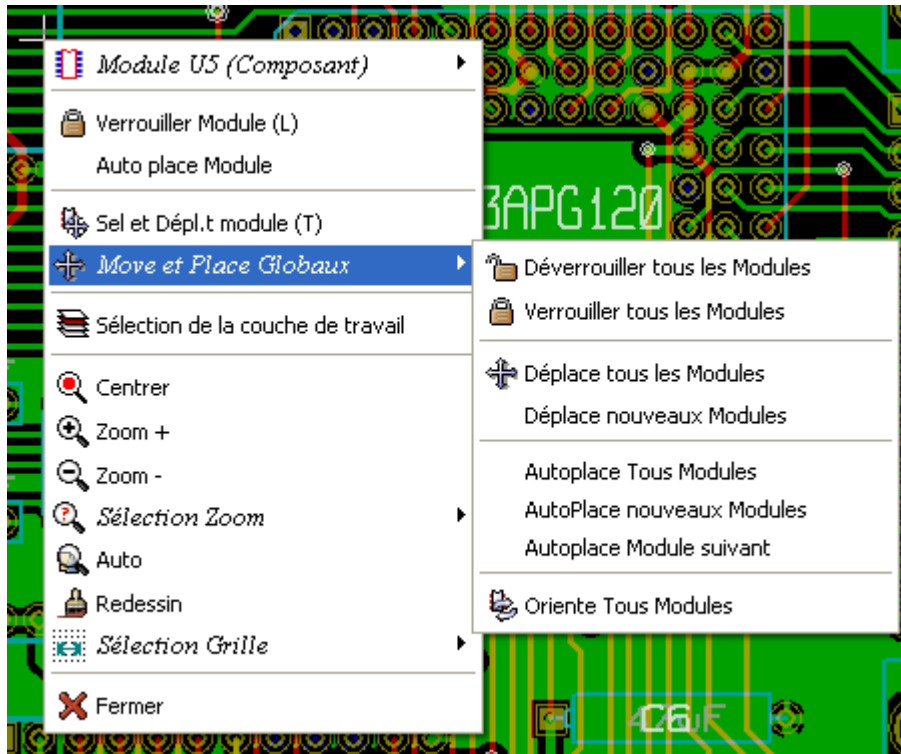 Module U5 (Composant)
Verrouiller Module (L)
Auto place Module
Sel et Dépl.t module (T)
Move et Place Globaux
Sélection de la couche de travail
Centrer
Zoom +
Zoom -
Sélection Zoom
Auto
Redessin
Sélection Grille
Fermer
Déverrouiller tous les Modules
Verrouiller tous les Modules
Déplace tous les Modules
Déplace nouveaux Modules
Autoplace Tous Modules
AutoPlace nouveaux Modules
Autoplace Module suivant
Oriente Tous Modules
3APG120